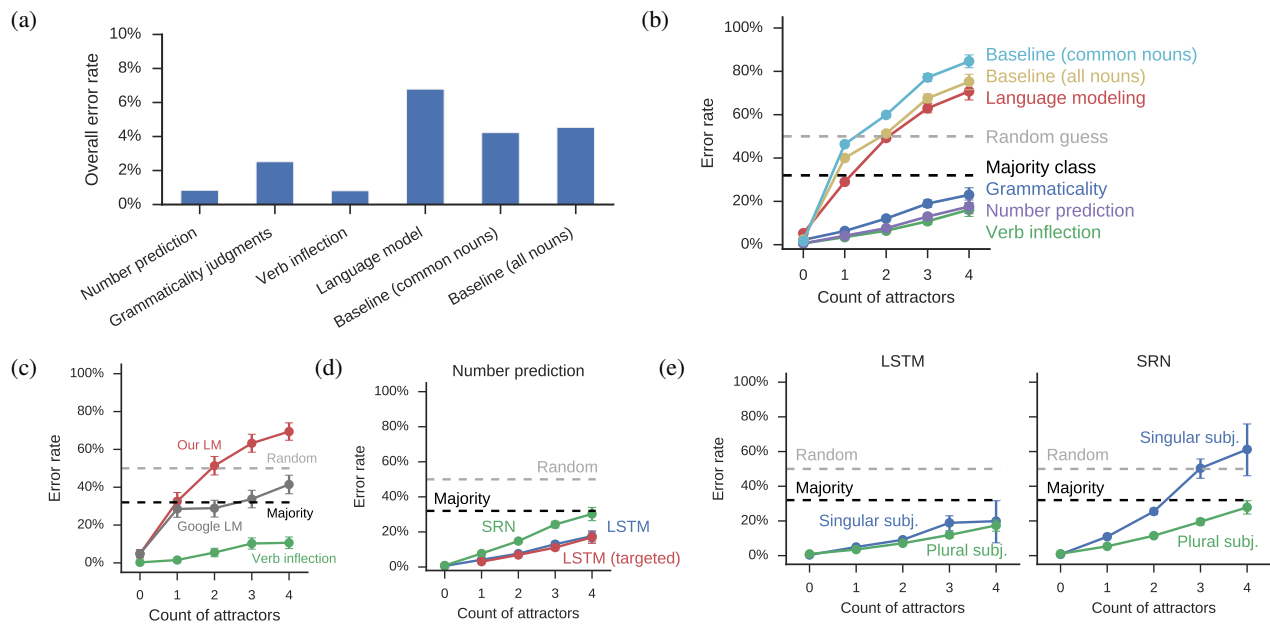 (a)
Overall error rate
10%
8%
6%
4%
2%
0%
Number prediction
Grammaticality judgments
Verb inflection
Language model
Baseline (common nouns)
Baseline (all nouns)
(b)
Error rate
100%
80%
60%
40%
20%
0%
0 1 2 3 4
Count of attractors
Baseline (common nouns)
Baseline (all nouns)
Language modeling
Random guess
Majority class
Grammaticality
Number prediction
Verb inflection
(c)
Error rate
100%
80%
60%
40%
20%
0%
Our LM
Random
Majority
Google LM
Verb inflection
0 1 2 3 4
Count of attractors
(d)
Number prediction
Error rate
100%
80%
60%
40%
20%
0%
Random
Majority
SRN
LSTM
LSTM (targeted)
0 1 2 3 4
Count of attractors
(e)
LSTM
Error rate
100%
80%
60%
40%
20%
0%
Random
Majority
Singular subj.
Plural subj.
0 1 2 3 4
Count of attractors
SRN
100%
80%
60%
40%
20%
0%
Singular subj.
Random
Majority
Plural subj.
0 1 2 3 4
Count of attractors